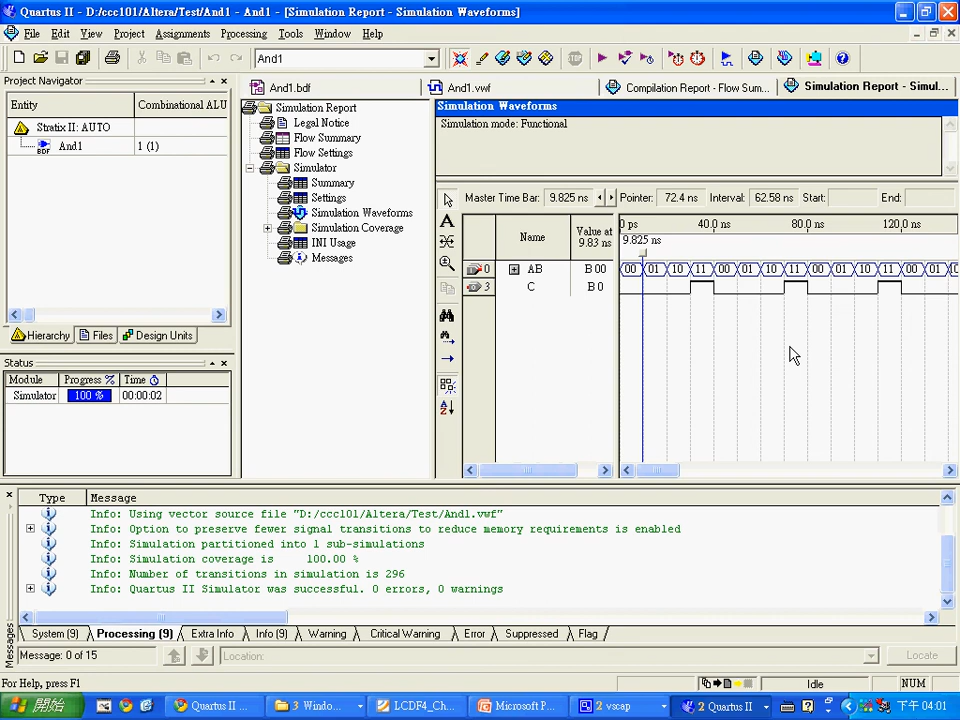 Quartus II - D:/ccc101/Altera/Test/And1 - And1 - [Simulation Report - Simulation Waveforms]
File Edit View Project Assignments Processing Tools Window Help
And1
Project Navigator
Entity Combinational ALU
Stratix II: AUTO
BDF And1 1 (1)
Hierarchy Files Design Units
Status
Module Progress % Time
Simulator 100 % 00:00:02
And1.bdf And1.vwf Compilation Report - Flow Sum... Simulation Report - Simul...
Simulation Report
Legal Notice
Flow Summary
Flow Settings
Simulator
Summary
Settings
Simulation Waveforms
Simulation Coverage
INI Usage
Messages
Simulation Waveforms
Simulation mode: Functional
Master Time Bar: 9.825 ns Pointer: 72.4 ns Interval: 62.58 ns Start: End:
Name Value at 9.83 ns 0 ps 40.0 ns 80.0 ns 120.0 ns
9.825 ns
0 AB B 00 00 01 10 11 00 01 10 11 00 01 10 11 00 01
3 C B 0
Type Message
Info: Using vector source file "D:/ccc101/Altera/Test/And1.vwf"
Info: Option to preserve fewer signal transitions to reduce memory requirements is enabled
Info: Simulation partitioned into 1 sub-simulations
Info: Simulation coverage is 100.00 %
Info: Number of transitions in simulation is 296
Info: Quartus II Simulator was successful. 0 errors, 0 warnings
System (9) Processing (9) Extra Info Info (9) Warning Critical Warning Error Suppressed Flag
Messages
Message: 0 of 15 Location: Locate
For Help, press F1 Idle NUM
開始 Quartus II ... 3 Windo... LCDF4_Ch... Microsoft P... 2 vscap 2 Quartus II 下午 04:01